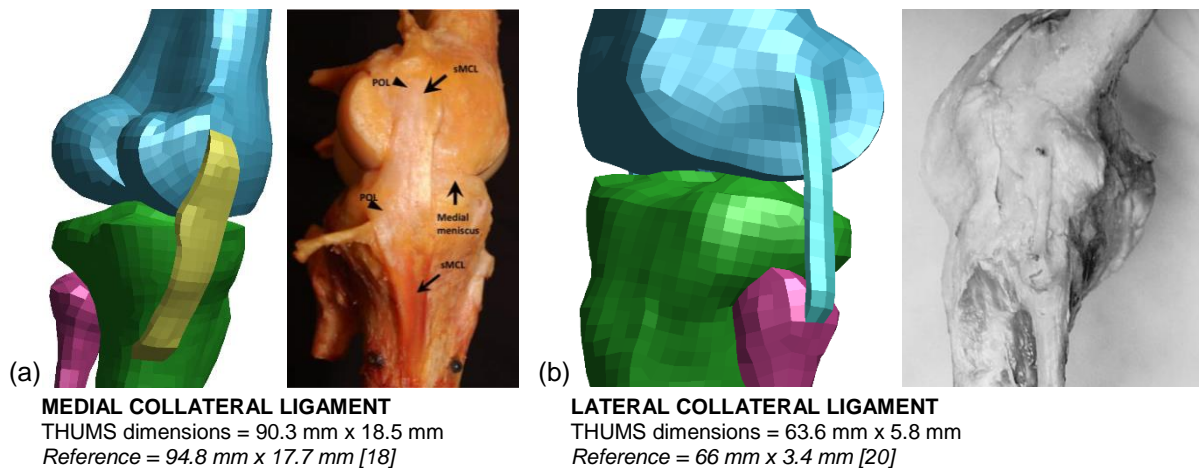 POL
sMCL
POL
Medial
meniscus
sMCL
(a)
(b)
MEDIAL COLLATERAL LIGAMENT
THUMS dimensions = 90.3 mm x 18.5 mm
Reference = 94.8 mm x 17.7 mm [18]
LATERAL COLLATERAL LIGAMENT
THUMS dimensions = 63.6 mm x 5.8 mm
Reference = 66 mm x 3.4 mm [20]